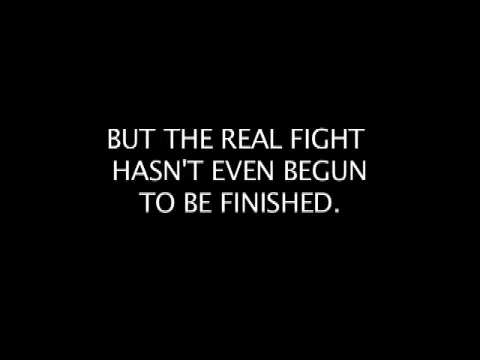 BUT THE REAL FIGHT
HASN'T EVEN BEGUN
TO BE FINISHED.